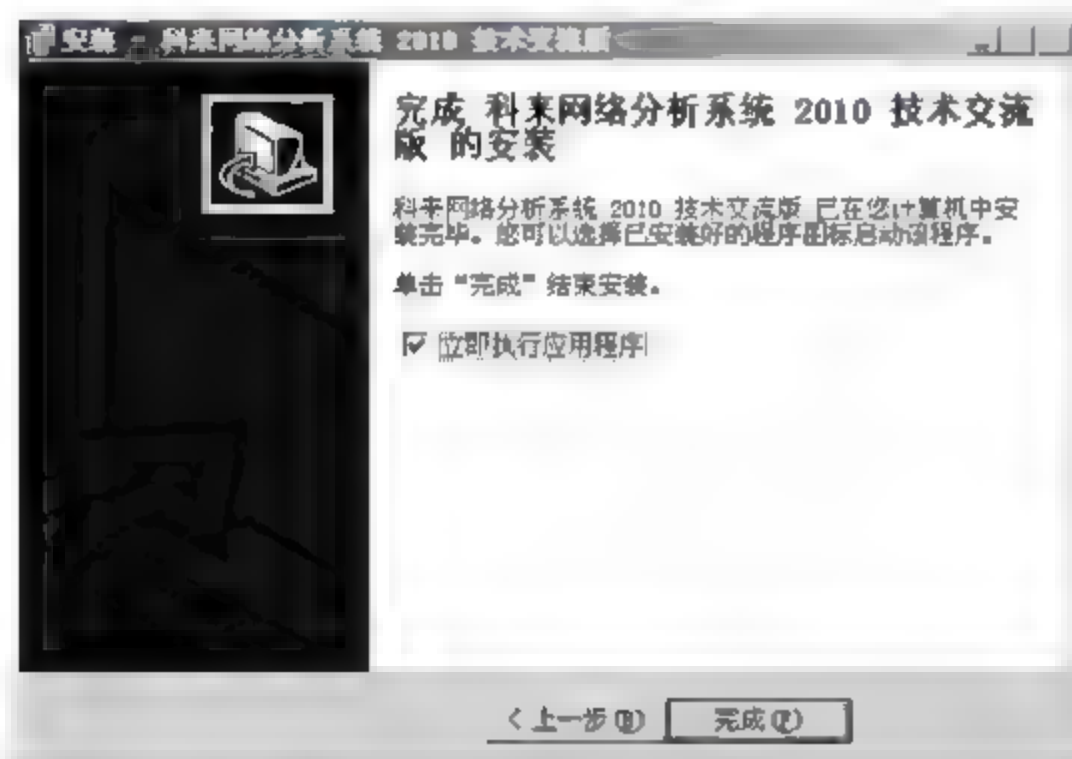 安装 - 科来网络分析系统 2010 技术交流版
完成 科来网络分析系统 2010 技术交流
版 的安装
科来网络分析系统 2010 技术交流版 已在您计算机中安
装完毕。您可以选择已安装好的程序图标启动该程序。
单击“完成”结束安装。
立即执行应用程序
< 上一步(B)
完成(F)